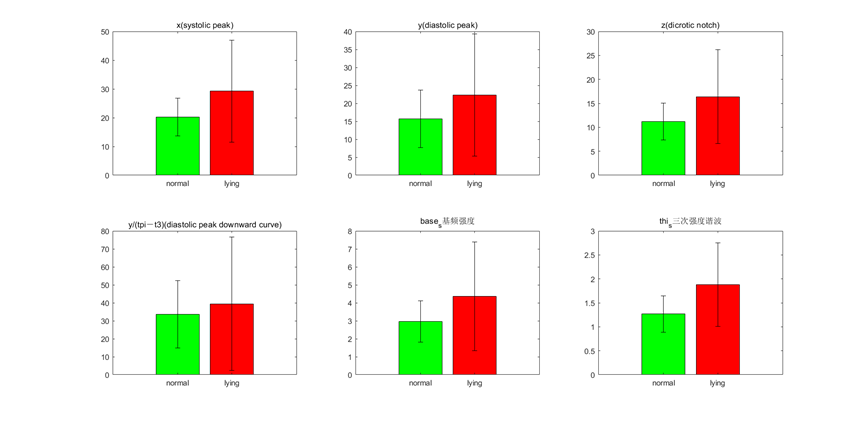 x(systolic peak)
50
40
30
20
10
0
normal
lying
y(diastolic peak)
40
35
30
25
20
15
10
5
0
normal
lying
z(dicrotic notch)
30
25
20
15
10
5
0
normal
lying
y/(tpi－t3)(diastolic peak downward curve)
80
70
60
50
40
30
20
10
0
normal
lying
base_s基频强度
8
7
6
5
4
3
2
1
0
normal
lying
thi_s三次强度谐波
3
2.5
2
1.5
1
0.5
0
normal
lying